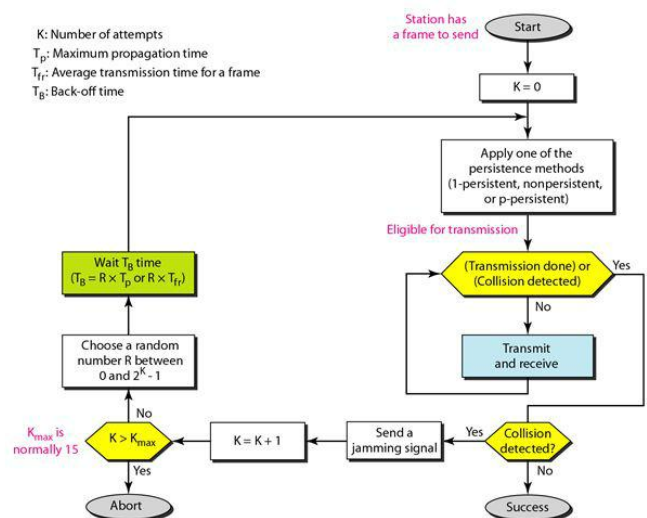 K: Number of attempts
Tp: Maximum propagation time
Tfr: Average transmission time for a frame
TB: Back-off time
Station has
a frame to send
Start
K = 0
Apply one of the
persistence methods
(1-persistent, nonpersistent,
or p-persistent)
Eligible for transmission
(Transmission done) or
(Collision detected)
Yes
No
Transmit
and receive
Wait TB time
(TB = R × Tp or R × Tfr)
Choose a random
number R between
0 and 2^K - 1
No
Kmax is
normally 15
K > Kmax
Yes
Abort
K = K + 1
Send a
jamming signal
Yes
Collision
detected?
No
Success